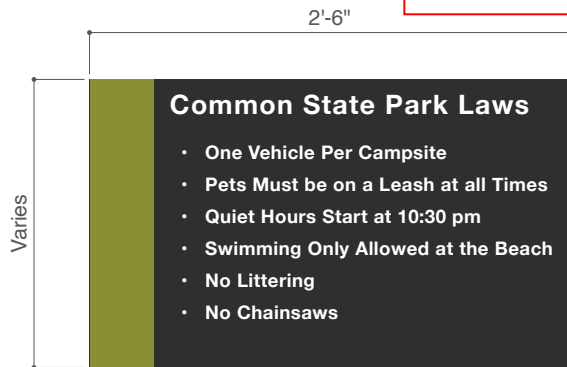 2'-6"
Common State Park Laws
• One Vehicle Per Campsite
• Pets Must be on a Leash at all Times
• Quiet Hours Start at 10:30 pm
• Swimming Only Allowed at the Beach
• No Littering
• No Chainsaws
Varies